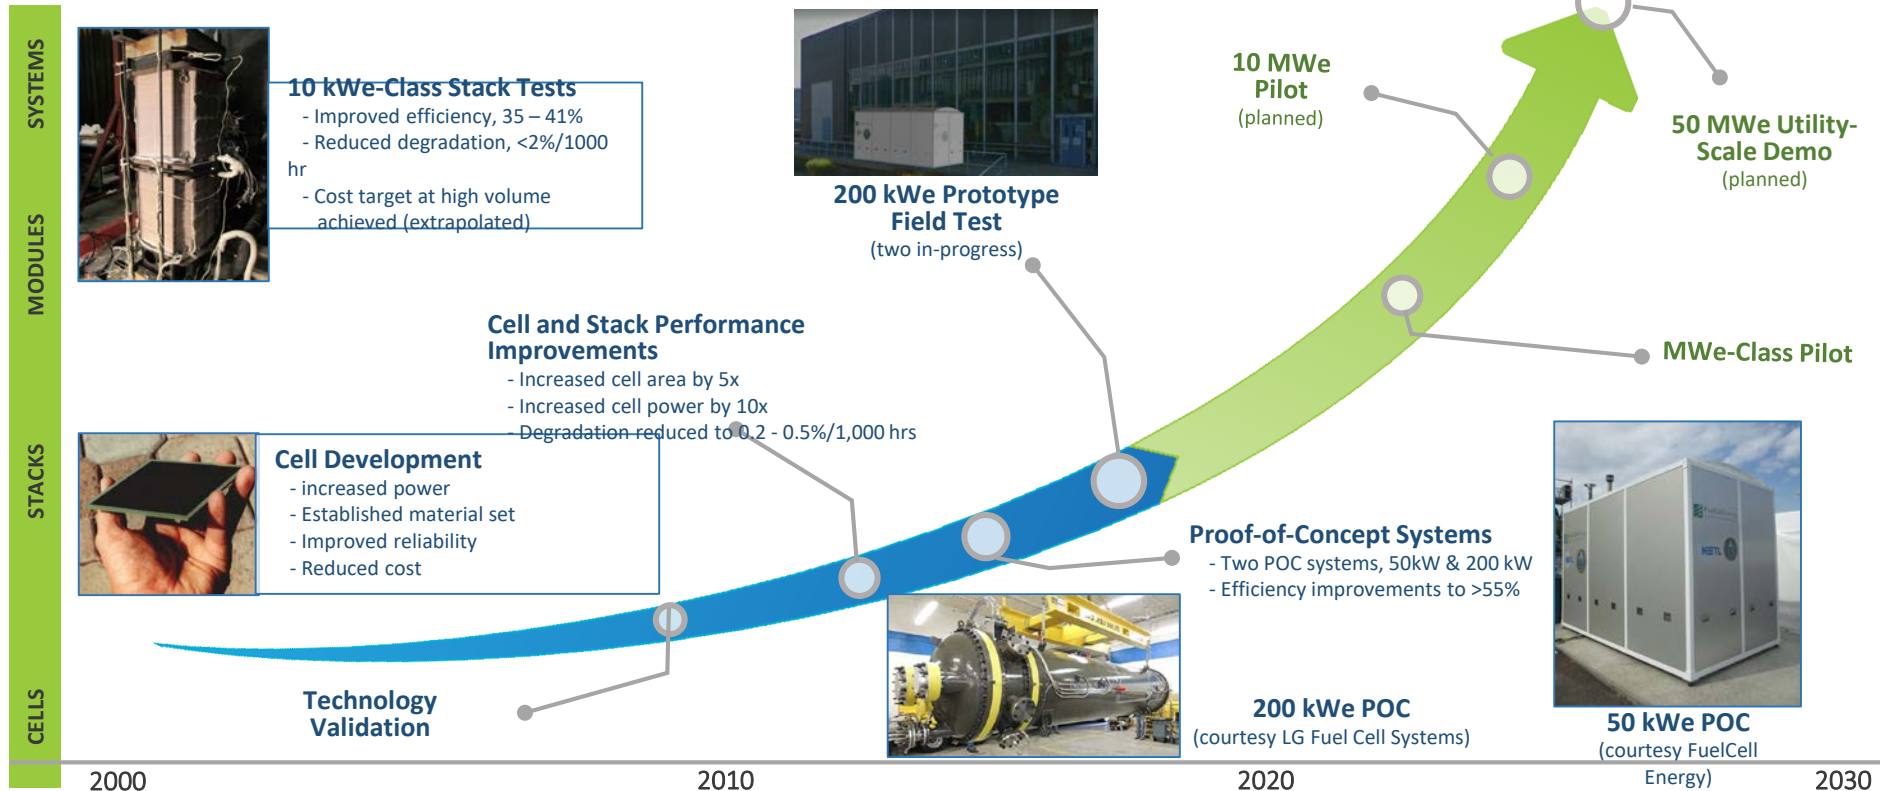 SYSTEMS
MODULES
STACKS
CELLS
10 kWe-Class Stack Tests
- Improved efficiency, 35 – 41%
- Reduced degradation, <2%/1000
hr
- Cost target at high volume
achieved (extrapolated)
200 kWe Prototype
Field Test
(two in-progress)
10 MWe
Pilot
(planned)
50 MWe Utility-
Scale Demo
(planned)
Cell and Stack Performance
Improvements
- Increased cell area by 5x
- Increased cell power by 10x
- Degradation reduced to 0.2 - 0.5%/1,000 hrs
MWe-Class Pilot
Cell Development
- increased power
- Established material set
- Improved reliability
- Reduced cost
Proof-of-Concept Systems
- Two POC systems, 50kW & 200 kW
- Efficiency improvements to >55%
NETL
Technology
Validation
200 kWe POC
(courtesy LG Fuel Cell Systems)
50 kWe POC
(courtesy FuelCell
Energy)
2000
2010
2020
2030